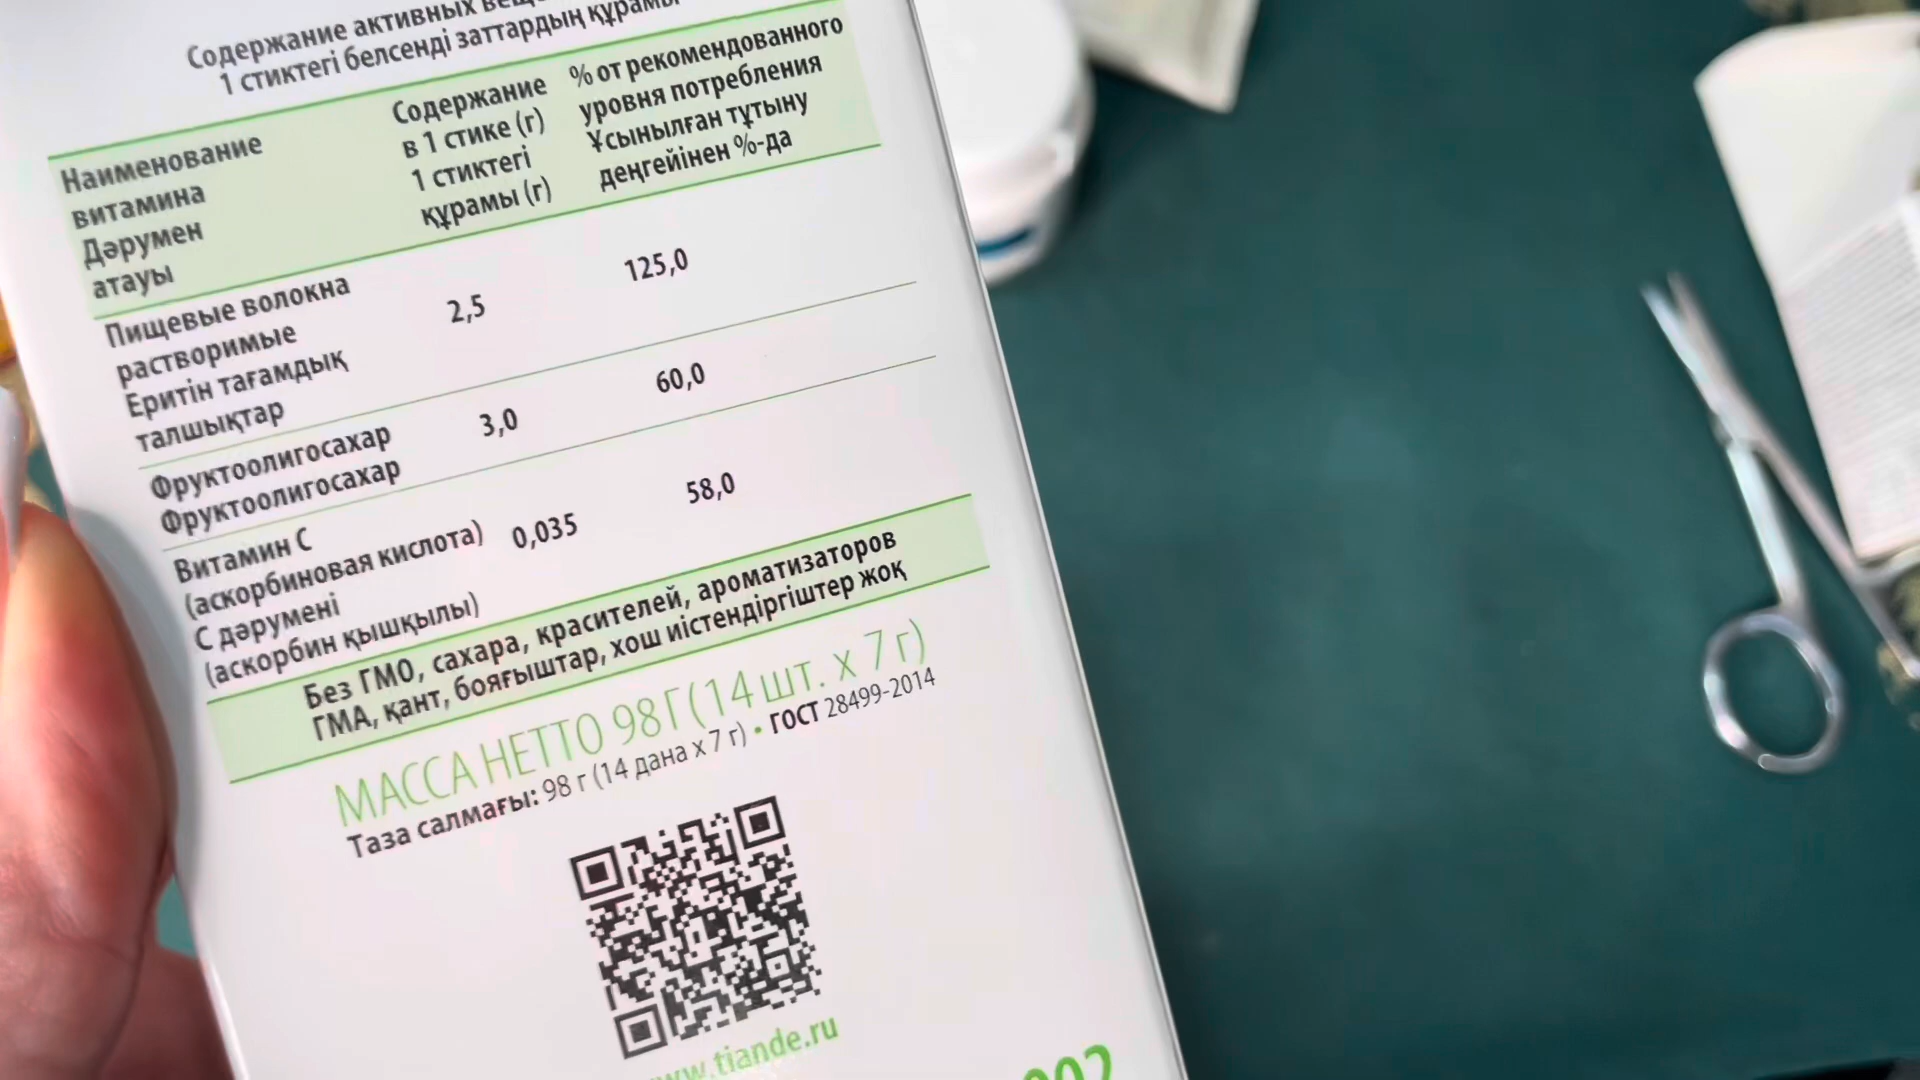 Содержание активных
1 стиктегі белсенді заттардың құрамы
Наименование
витамина
Дәрумен
атауы
Содержание
в 1 стике (г)
1 стиктегі
құрамы (г)
% от рекомендованного
уровня потребления
Ұсынылған тұтыну
деңгейінен %-да
Пищевые волокна
растворимые
Еритін тағамдық
талшықтар
2,5
125,0
Фруктоолигосахар
Фруктоолигосахар
3,0
60,0
Витамин С
(аскорбиновая кислота)
С дәрумені
(аскорбин қышқылы)
0,035
58,0
Без ГМО, сахара, красителей, ароматизаторов
ГМА, қант, бояғыштар, хош иістендіргіштер жоқ
МАССА НЕТТО 98 Г (14 шт. х 7 г)
Таза салмағы: 98 г (14 дана х 7 г) • ГОСТ 28499-2014
www.tiande.ru